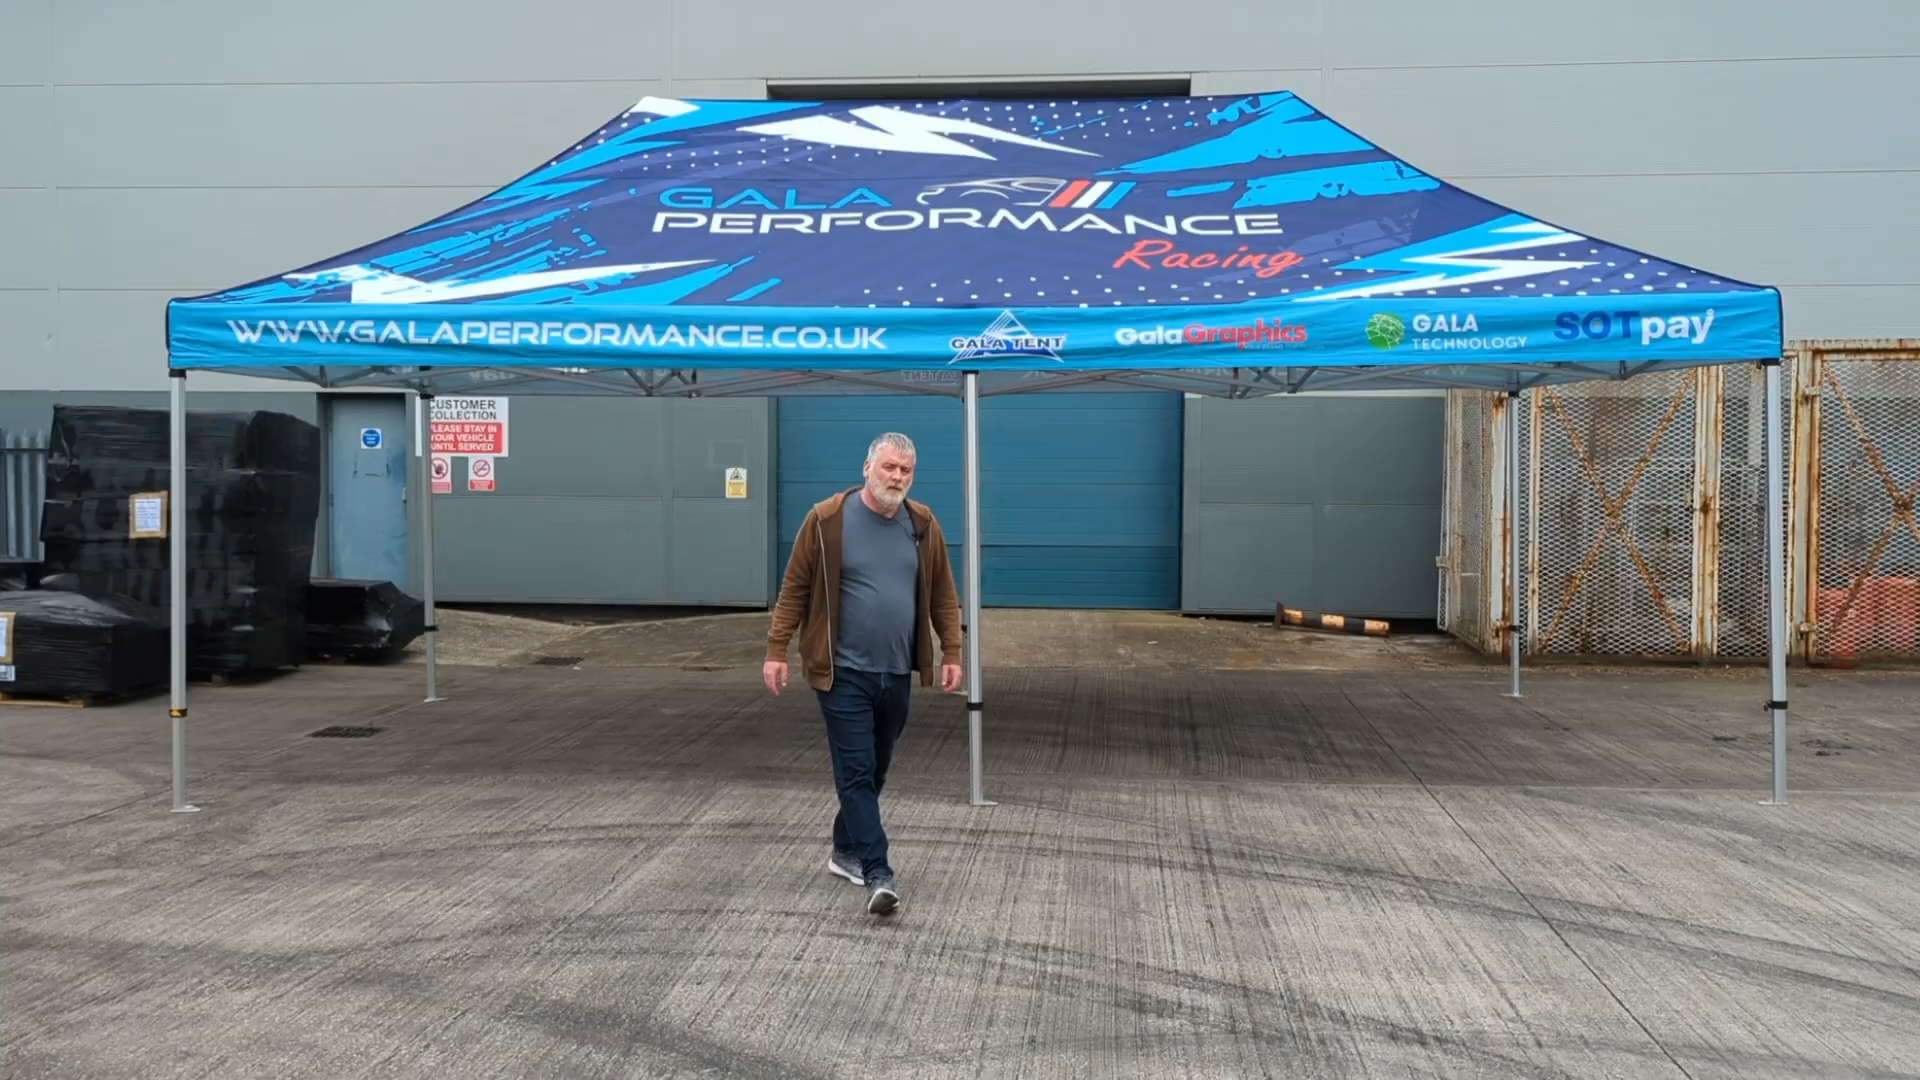 GALA
PERFORMANCE
Racing
WWW.GALAPERFORMANCE.CO.UK
GALA TENT
GalaGraphics
GALA
TECHNOLOGY
SOTpay
CUSTOMER
COLLECTION
PLEASE STAY IN
YOUR VEHICLE
UNTIL SERVED